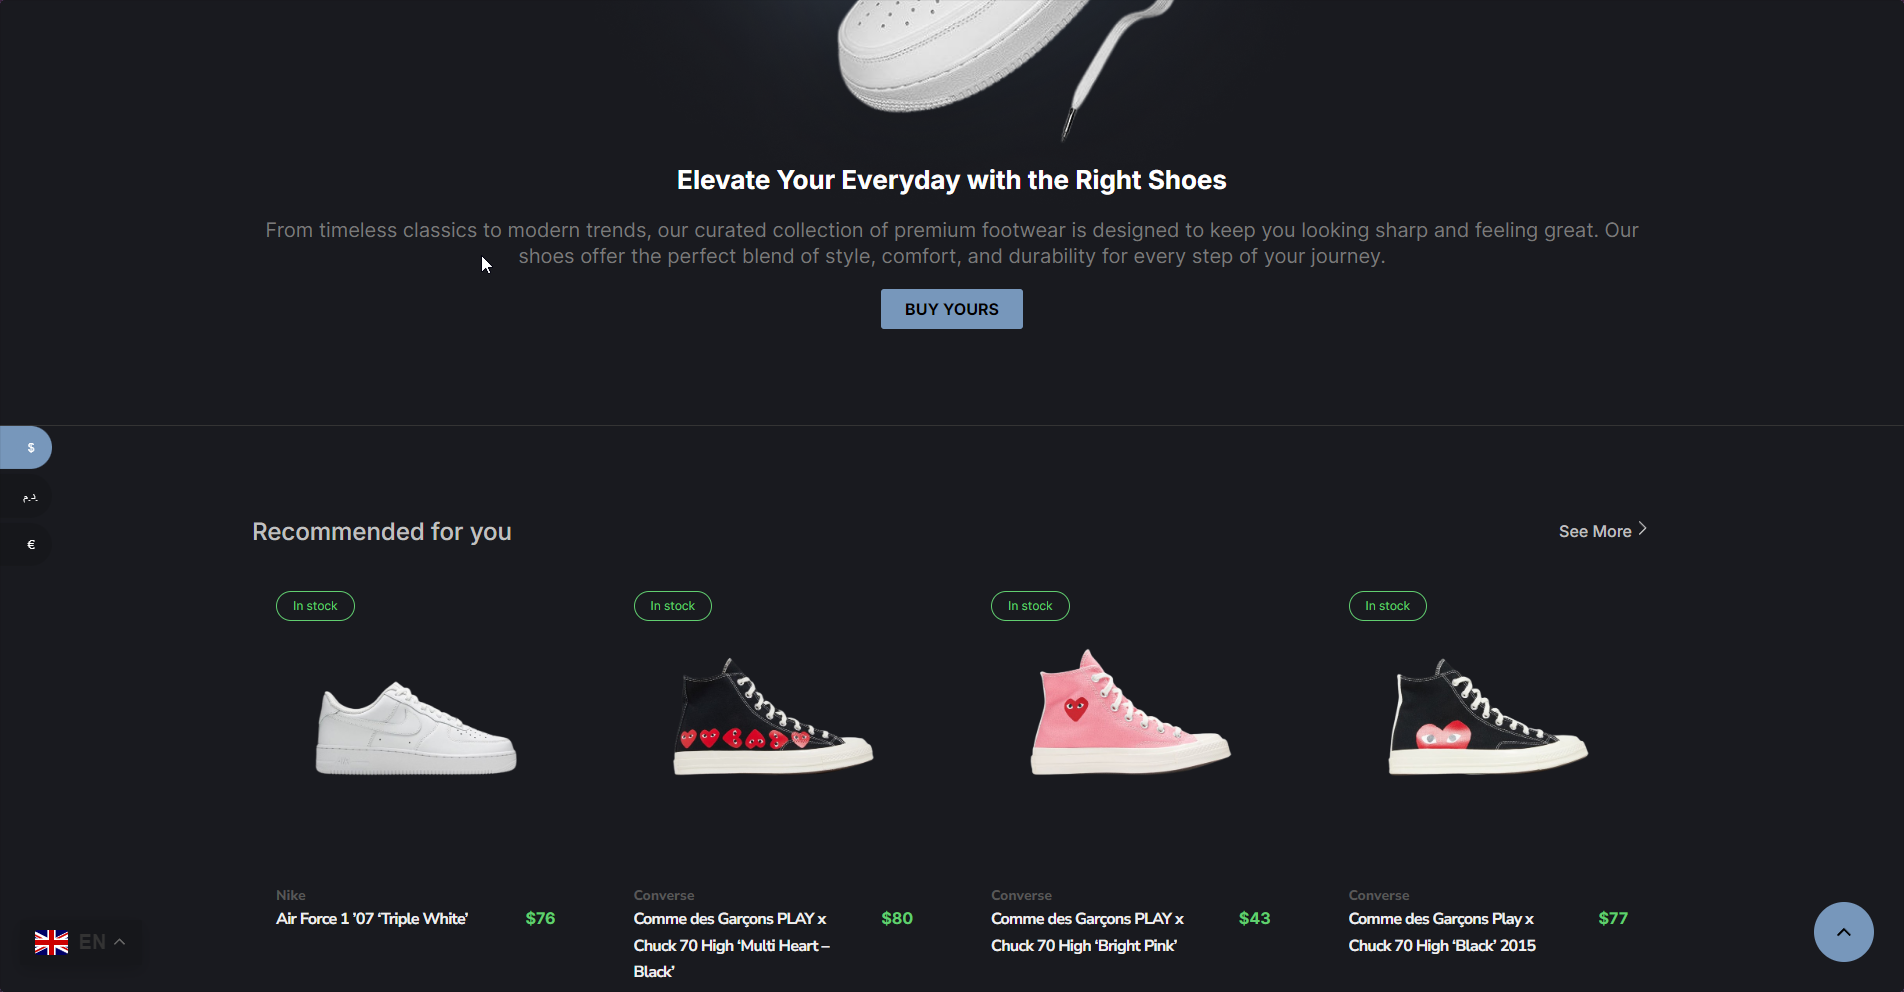 Elevate Your Everyday with the Right Shoes
From timeless classics to modern trends, our curated collection of premium footwear is designed to keep you looking sharp and feeling great. Our
shoes offer the perfect blend of style, comfort, and durability for every step of your journey.
BUY YOURS
$
د.م.
€
Recommended for you
See More
In stock
In stock
In stock
In stock
Nike
Air Force 1 ’07 ‘Triple White’
$76
Converse
Comme des Garçons PLAY x
Chuck 70 High ‘Multi Heart –
Black’
$80
Converse
Comme des Garçons PLAY x
Chuck 70 High ‘Bright Pink’
$43
Converse
Comme des Garçons Play x
Chuck 70 High ‘Black’ 2015
$77
EN